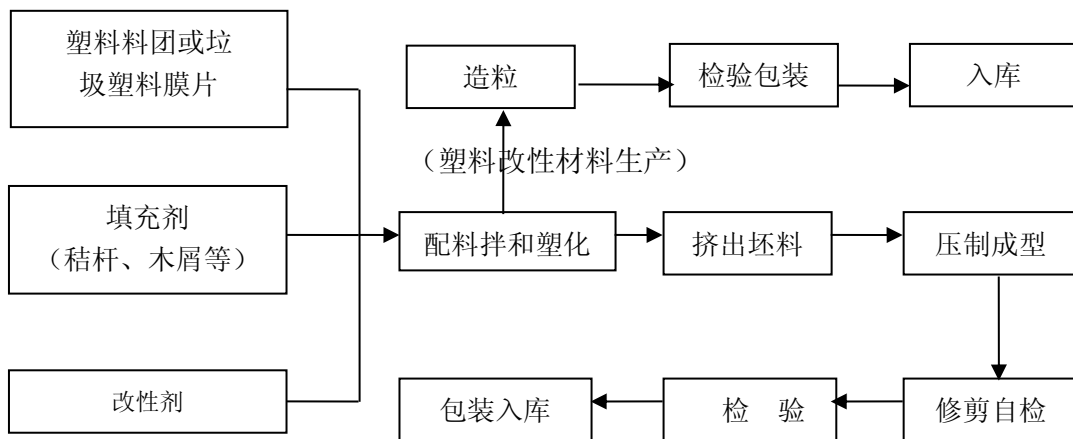 塑料料团或垃
圾塑料膜片
造粒
检验包装
入库
（塑料改性材料生产）
填充剂
（秸杆、木屑等）
配料拌和塑化
挤出坯料
压制成型
改性剂
包装入库
检 验
修剪自检